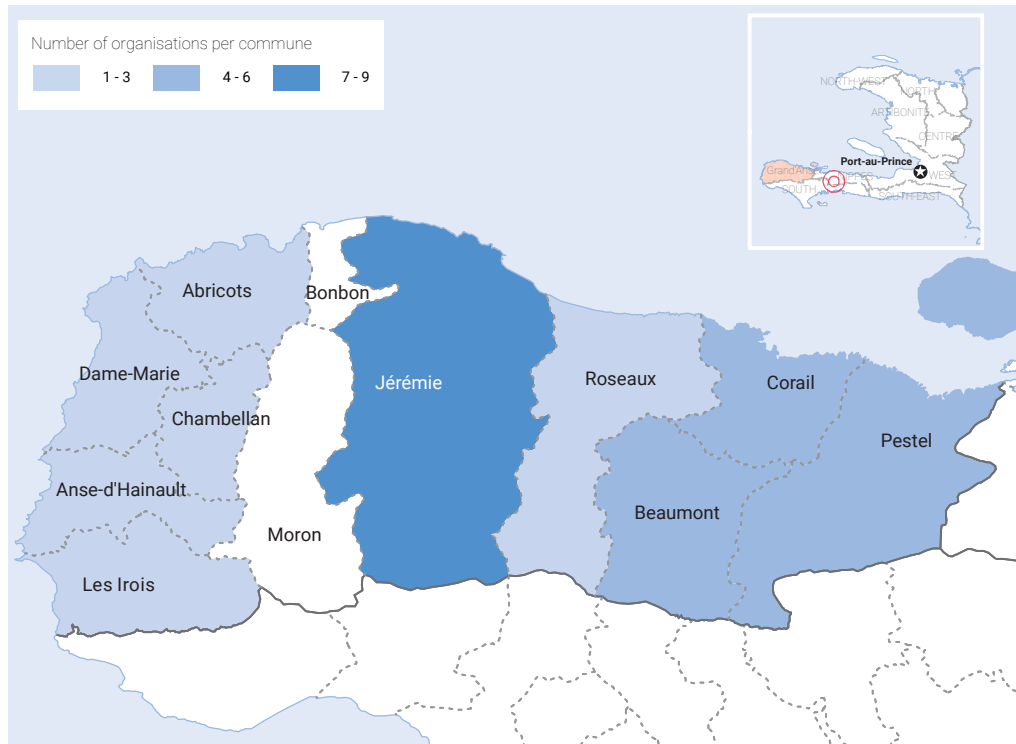 Number of organisations per commune
1 - 3
4 - 6
7 - 9
NORTH-WEST
NORTH
ARTIBONITE
CENTRE
Port-au-Prince
Grand'Anse
WEST
SOUTH
SOUTH-EAST
Abricots
Bonbon
Dame-Marie
Jérémie
Roseaux
Corail
Chambellan
Pestel
Anse-d'Hainault
Beaumont
Moron
Les Irois